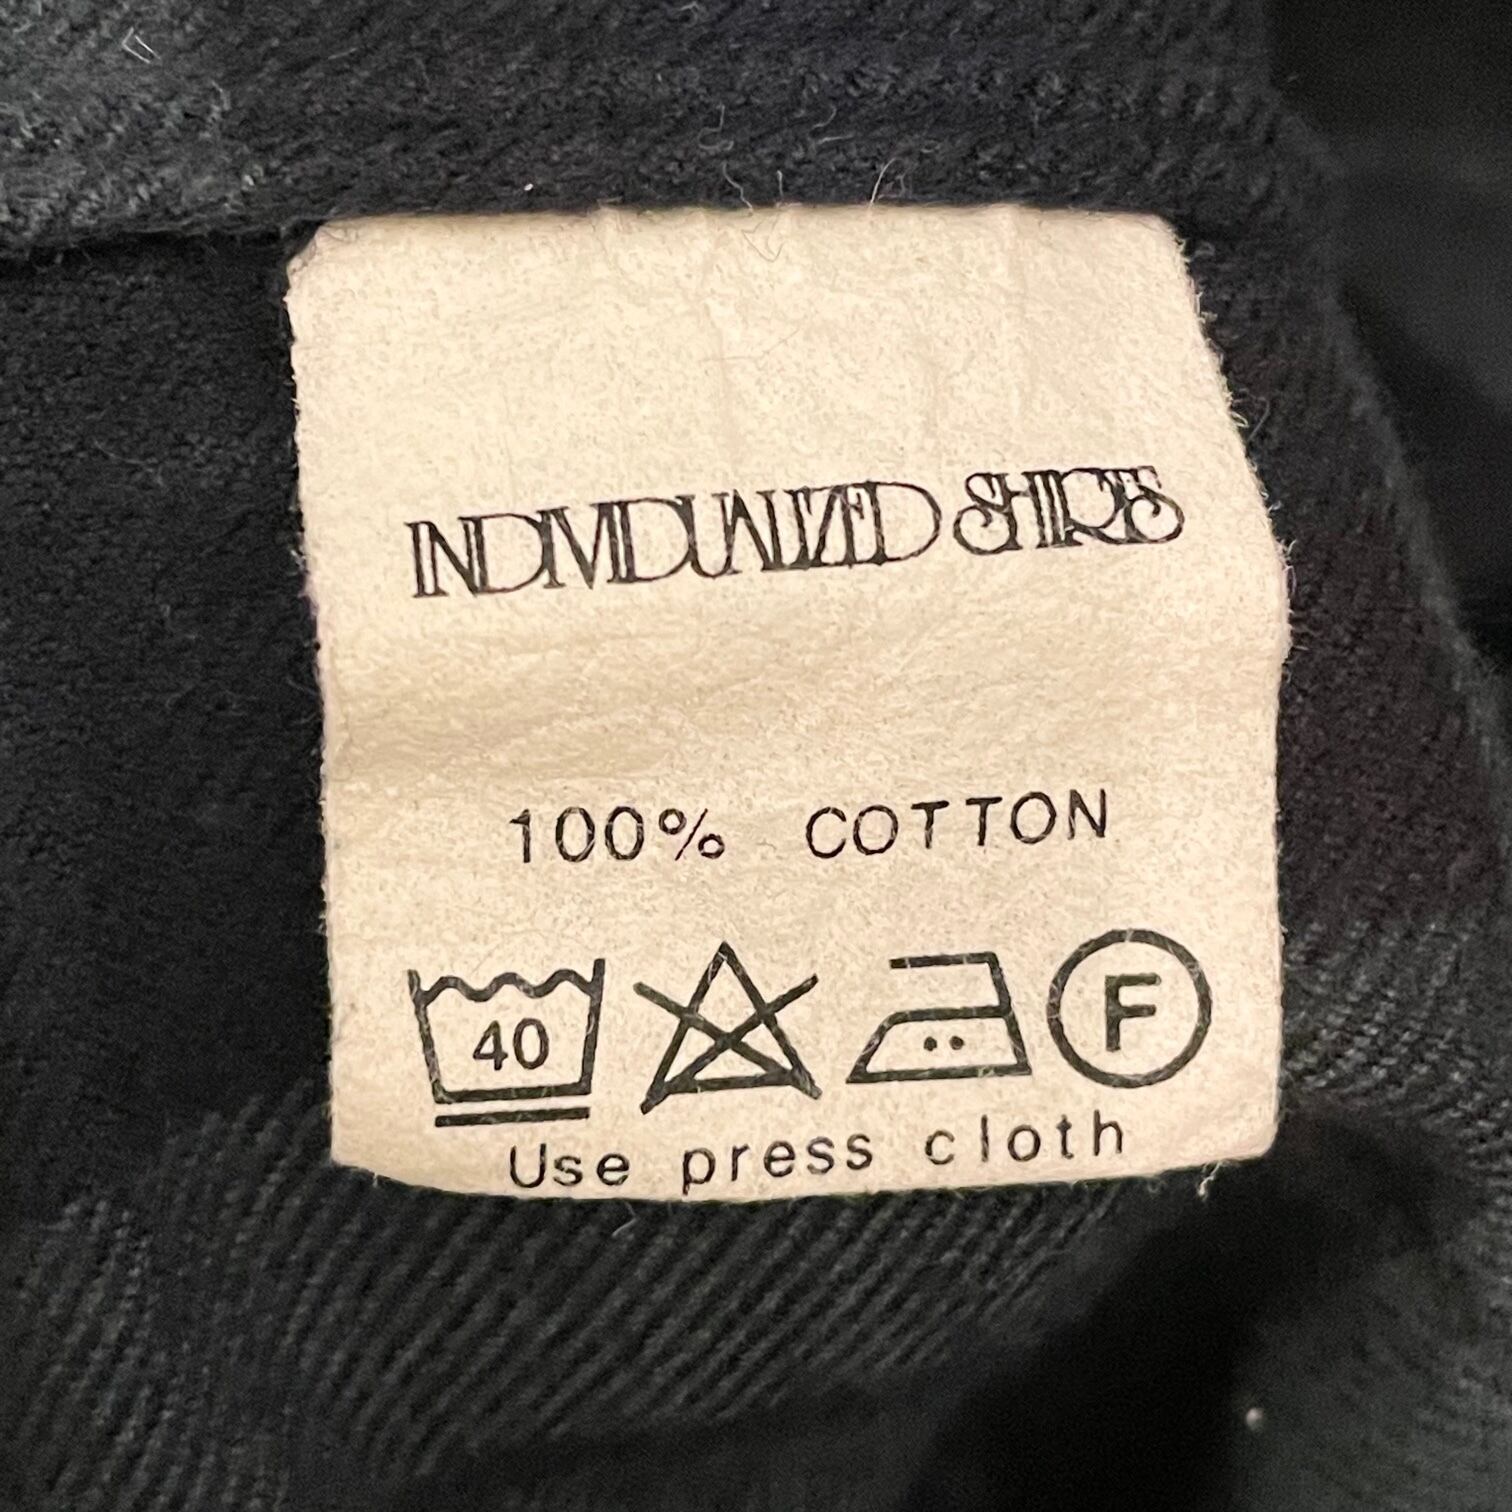 INDIVIDUALIZED SHIRTS
100% COTTON
40 F
Use press cloth